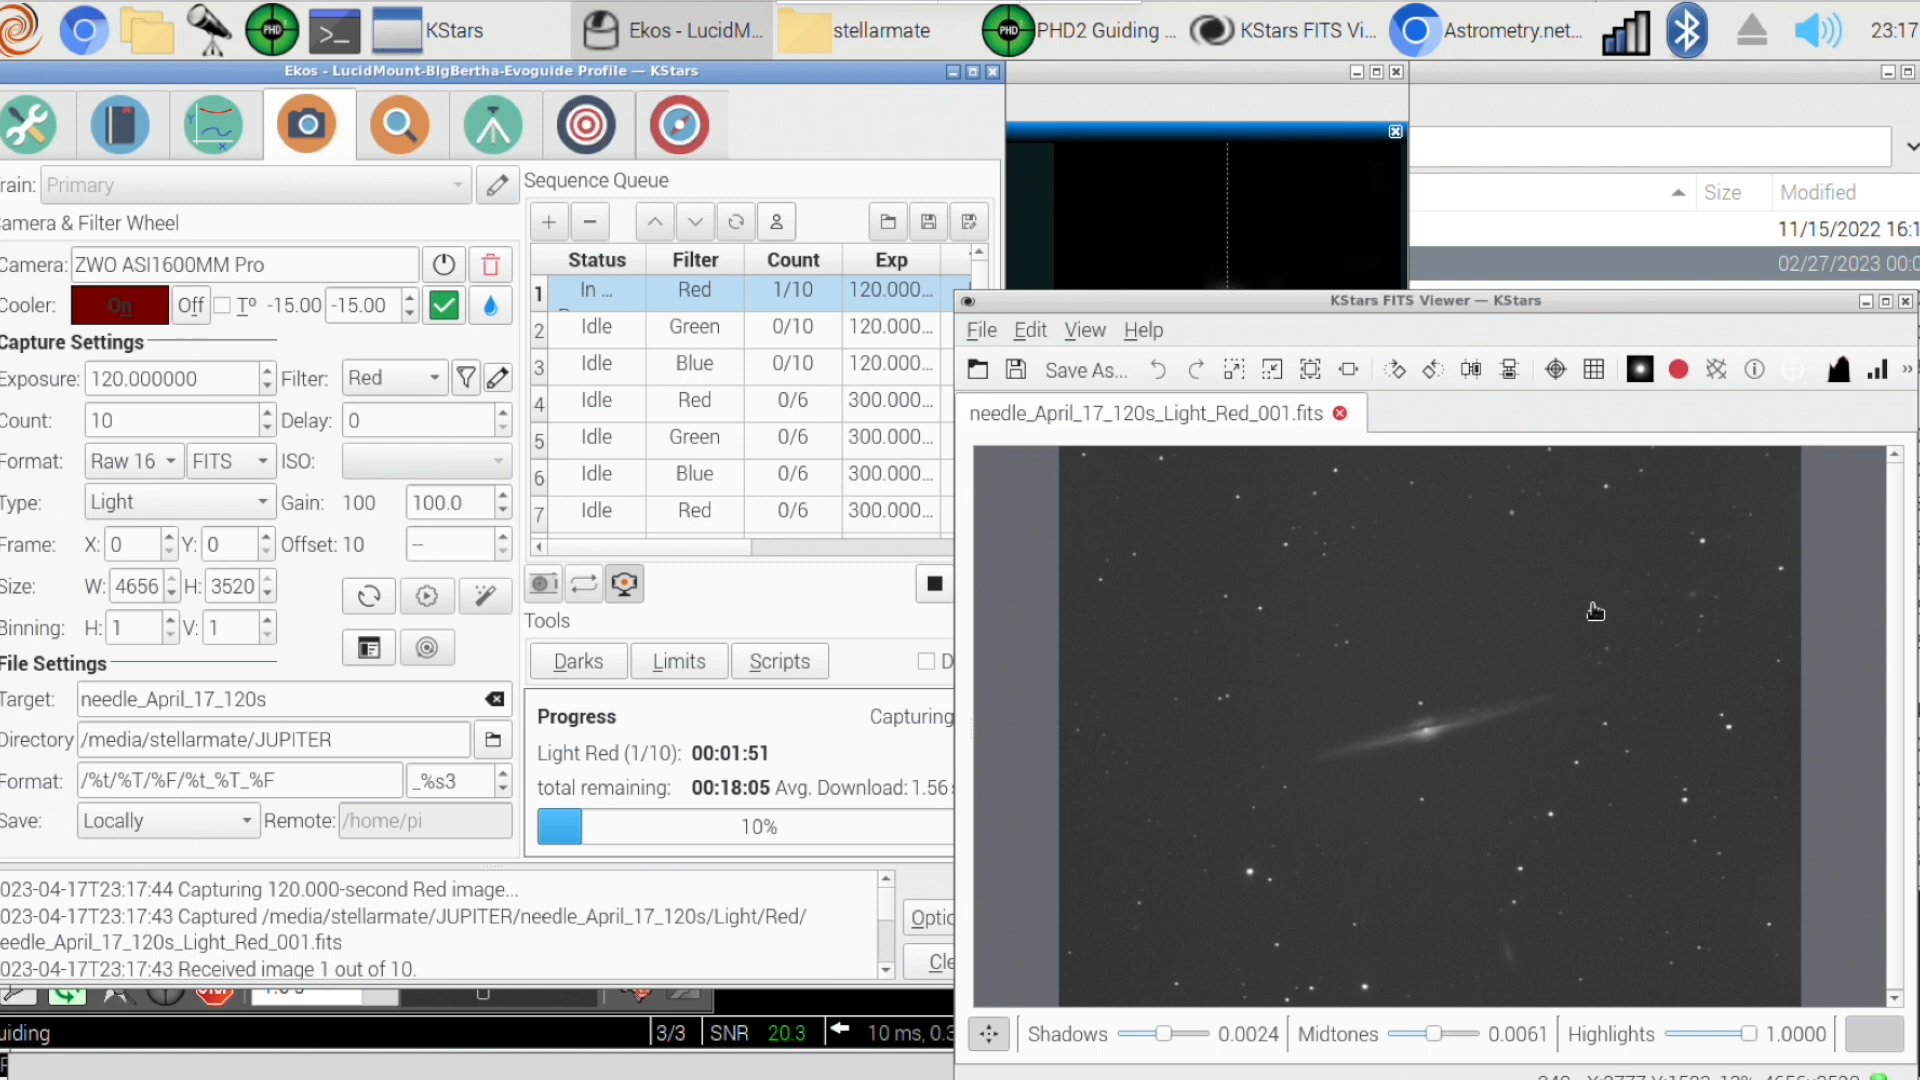 KStars
Ekos - LucidM...
stellarmate
PHD2 Guiding ...
KStars FITS Vi...
Astrometry.net...
23:17
Ekos - LucidMount-BIgBertha-Evoguide Profile — KStars
rain: Primary
Sequence Queue
amera & Filter Wheel
Camera: ZWO ASI1600MM Pro
Cooler: On Off Tº -15.00 -15.00
Capture Settings
Exposure: 120.000000 Filter: Red
Count: 10 Delay: 0
Format: Raw 16 FITS ISO:
Type: Light Gain: 100 100.0
Frame: X: 0 Y: 0 Offset: 10 --
Size: W: 4656 H: 3520
Binning: H: 1 V: 1
File Settings
Target: needle_April_17_120s
Directory /media/stellarmate/JUPITER
Format: /%t/%T/%F/%t_%T_%F _%s3
Save: Locally Remote: /home/pi
Status Filter Count Exp
1 In ... Red 1/10 120.000...
2 Idle Green 0/10 120.000...
3 Idle Blue 0/10 120.000...
4 Idle Red 0/6 300.000...
5 Idle Green 0/6 300.000...
6 Idle Blue 0/6 300.000...
7 Idle Red 0/6 300.000...
Tools
Darks Limits Scripts D
Progress Capturing
Light Red (1/10): 00:01:51
total remaining: 00:18:05 Avg. Download: 1.56
10%
023-04-17T23:17:44 Capturing 120.000-second Red image...
023-04-17T23:17:43 Captured /media/stellarmate/JUPITER/needle_April_17_120s/Light/Red/
eedle_April_17_120s_Light_Red_001.fits
023-04-17T23:17:43 Received image 1 out of 10.
Optio
Cle
uiding 3/3 SNR 20.3 10 ms, 0.3
Size Modified
11/15/2022 16:1
02/27/2023 00:0
KStars FITS Viewer — KStars
File Edit View Help
Save As...
needle_April_17_120s_Light_Red_001.fits
Shadows 0.0024 Midtones 0.0061 Highlights 1.0000